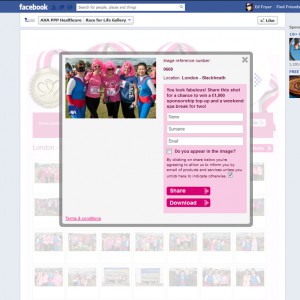 facebook
Search for people, places and things
Ed Fryer
Find Friends
AXA PPP Healthcare
Race for Life Gallery
Image reference number
0608
Location: London - Blackheath
You look fabulous! Share this shot
for a chance to win a £1,000
sponsorship top-up and a weekend
spa break for two!
Name
Surname
Email
Do you appear in the image?
By clicking on share below you're
agreeing to allow us to inform you by
email of products and services unless you
untick here to indicate otherwise.
Share
Download
Terms & conditions
London -